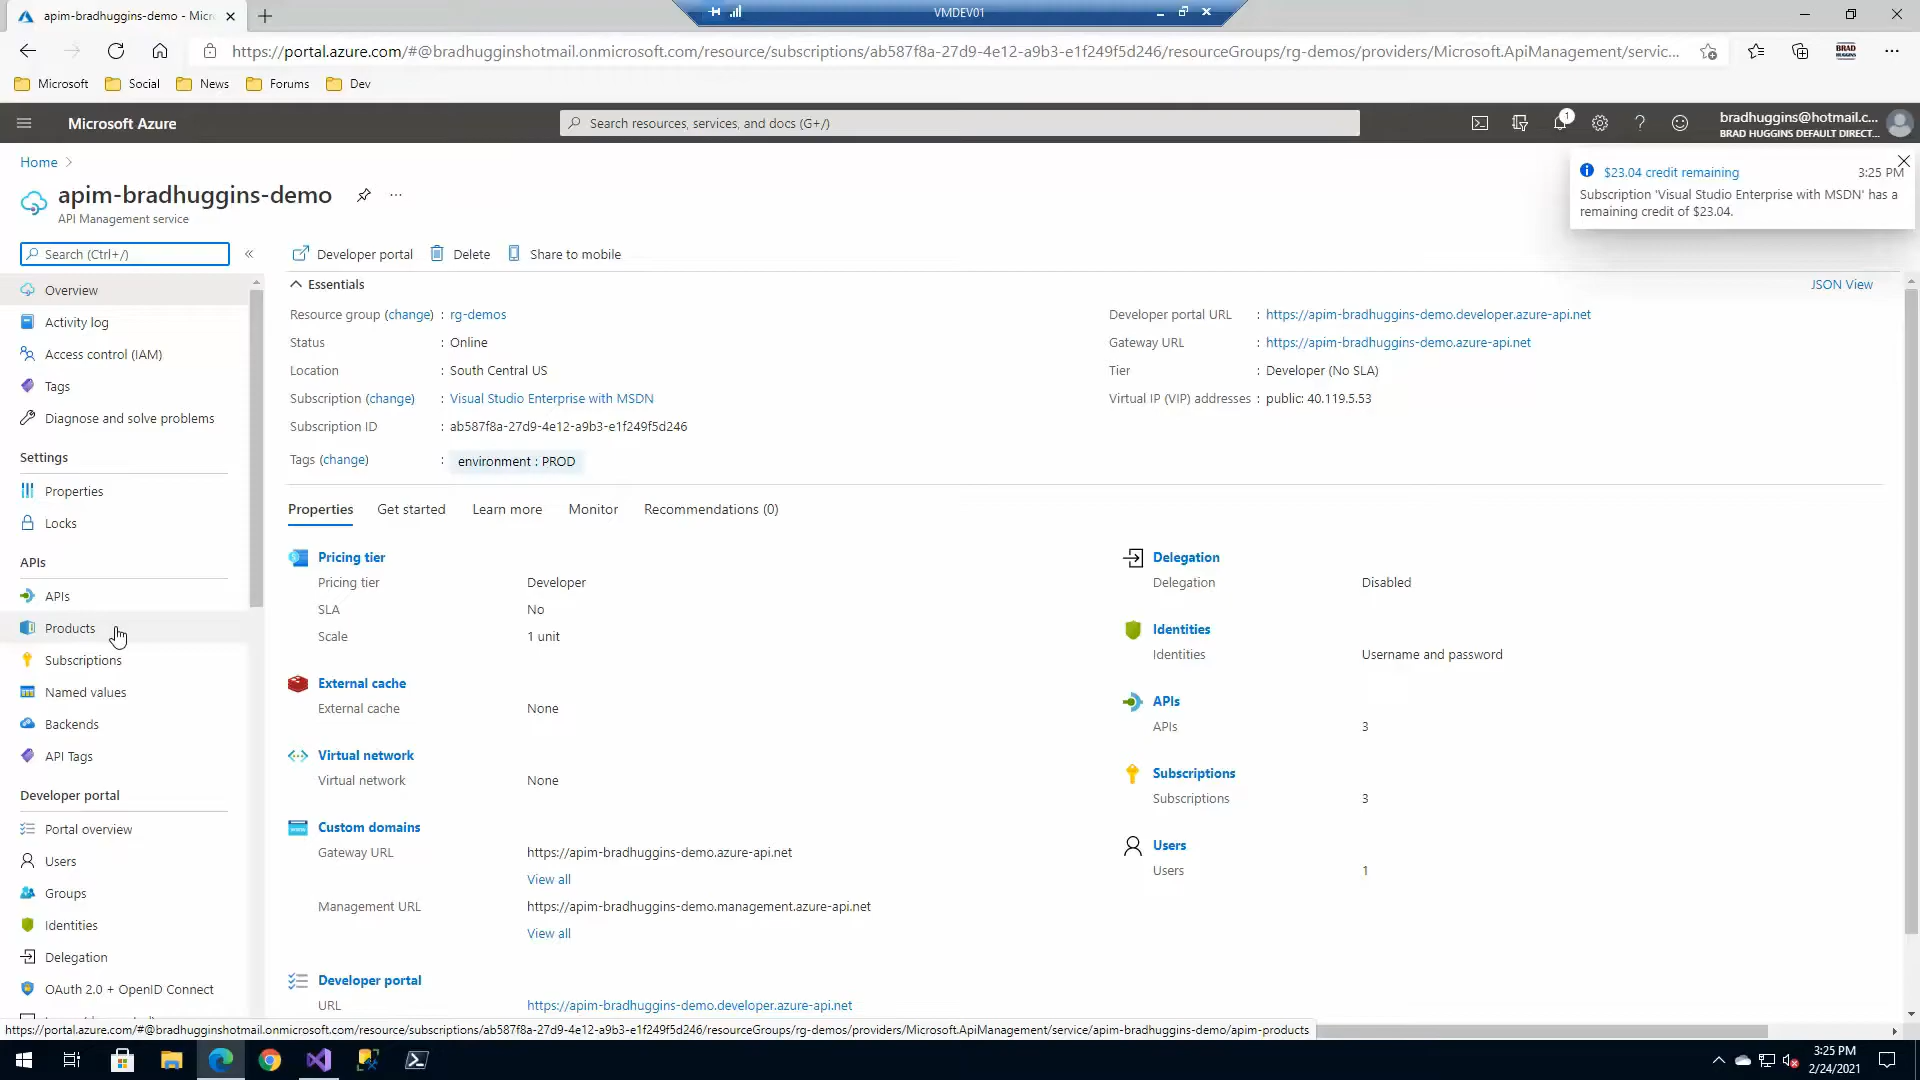 apim-bradhuggins-demo - Micr
VMDEV01
https://portal.azure.com/#@bradhugginshotmail.onmicrosoft.com/resource/subscriptions/ab587f8a-27d9-4e12-a9b3-e1f249f5d246/resourceGroups/rg-demos/providers/Microsoft.ApiManagement/servic...
BRAD HUGGINS
Microsoft
Social
News
Forums
Dev
Microsoft Azure
Search resources, services, and docs (G+/)
1
bradhuggins@hotmail.c...
BRAD HUGGINS DEFAULT DIRECT...
Home
$23.04 credit remaining
3:25 PM
Subscription 'Visual Studio Enterprise with MSDN' has a
remaining credit of $23.04.
apim-bradhuggins-demo
API Management service
Search (Ctrl+/)
«
Developer portal
Delete
Share to mobile
Overview
Activity log
Access control (IAM)
Tags
Diagnose and solve problems
Settings
Properties
Locks
APIs
APIs
Products
Subscriptions
Named values
Backends
API Tags
Developer portal
Portal overview
Users
Groups
Identities
Delegation
OAuth 2.0 + OpenID Connect
Essentials
JSON View
Resource group (change) : rg-demos
Status : Online
Location : South Central US
Subscription (change) : Visual Studio Enterprise with MSDN
Subscription ID : ab587f8a-27d9-4e12-a9b3-e1f249f5d246
Tags (change) : environment : PROD
Developer portal URL : https://apim-bradhuggins-demo.developer.azure-api.net
Gateway URL : https://apim-bradhuggins-demo.azure-api.net
Tier : Developer (No SLA)
Virtual IP (VIP) addresses : public: 40.119.5.53
Properties
Get started
Learn more
Monitor
Recommendations (0)
Pricing tier
Pricing tier Developer
SLA No
Scale 1 unit
External cache
External cache None
Virtual network
Virtual network None
Custom domains
Gateway URL https://apim-bradhuggins-demo.azure-api.net
View all
Management URL https://apim-bradhuggins-demo.management.azure-api.net
View all
Developer portal
URL https://apim-bradhuggins-demo.developer.azure-api.net
Delegation
Delegation Disabled
Identities
Identities Username and password
APIs
APIs 3
Subscriptions
Subscriptions 3
Users
Users 1
https://portal.azure.com/#@bradhugginshotmail.onmicrosoft.com/resource/subscriptions/ab587f8a-27d9-4e12-a9b3-e1f249f5d246/resourceGroups/rg-demos/providers/Microsoft.ApiManagement/service/apim-bradhuggins-demo/apim-products
3:25 PM
2/24/2021